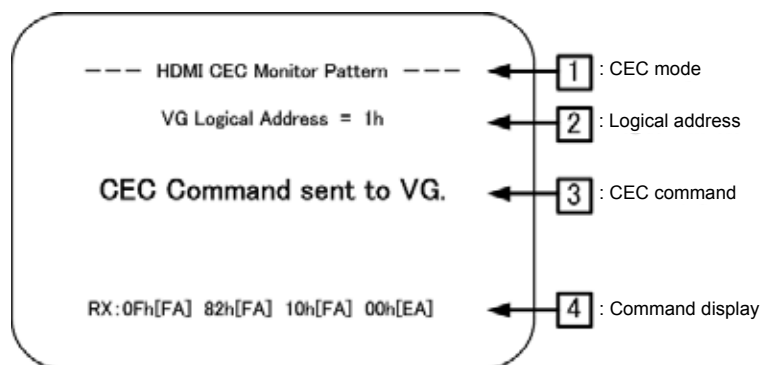 --- HDMI CEC Monitor Pattern --- 1 : CEC mode
VG Logical Address = 1h 2 : Logical address
CEC Command sent to VG. 3 : CEC command
RX:0Fh[FA] 82h[FA] 10h[FA] 00h[EA] 4 : Command display